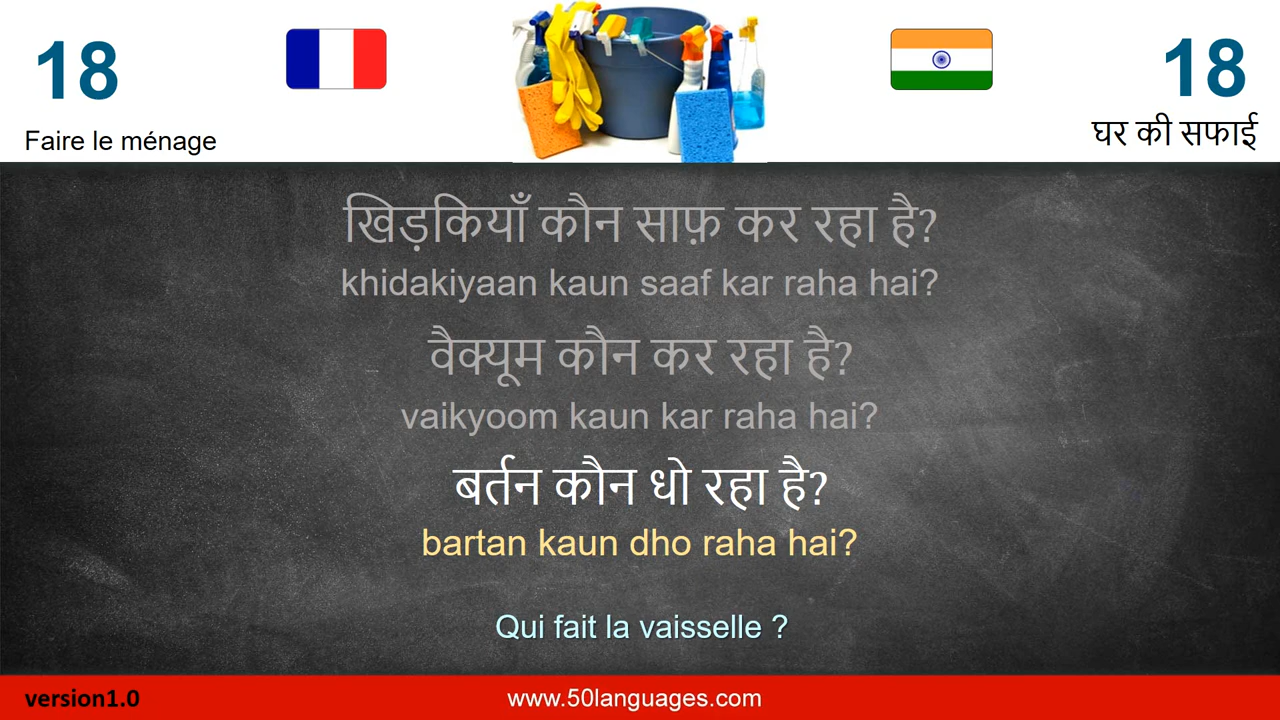 18
18
Faire le ménage
घर की सफाई
खिड़कियाँ कौन साफ़ कर रहा है?
khidakiyaan kaun saaf kar raha hai?
वैक्यूम कौन कर रहा है?
vaikyoom kaun kar raha hai?
बर्तन कौन धो रहा है?
bartan kaun dho raha hai?
Qui fait la vaisselle ?
version1.0
www.50languages.com